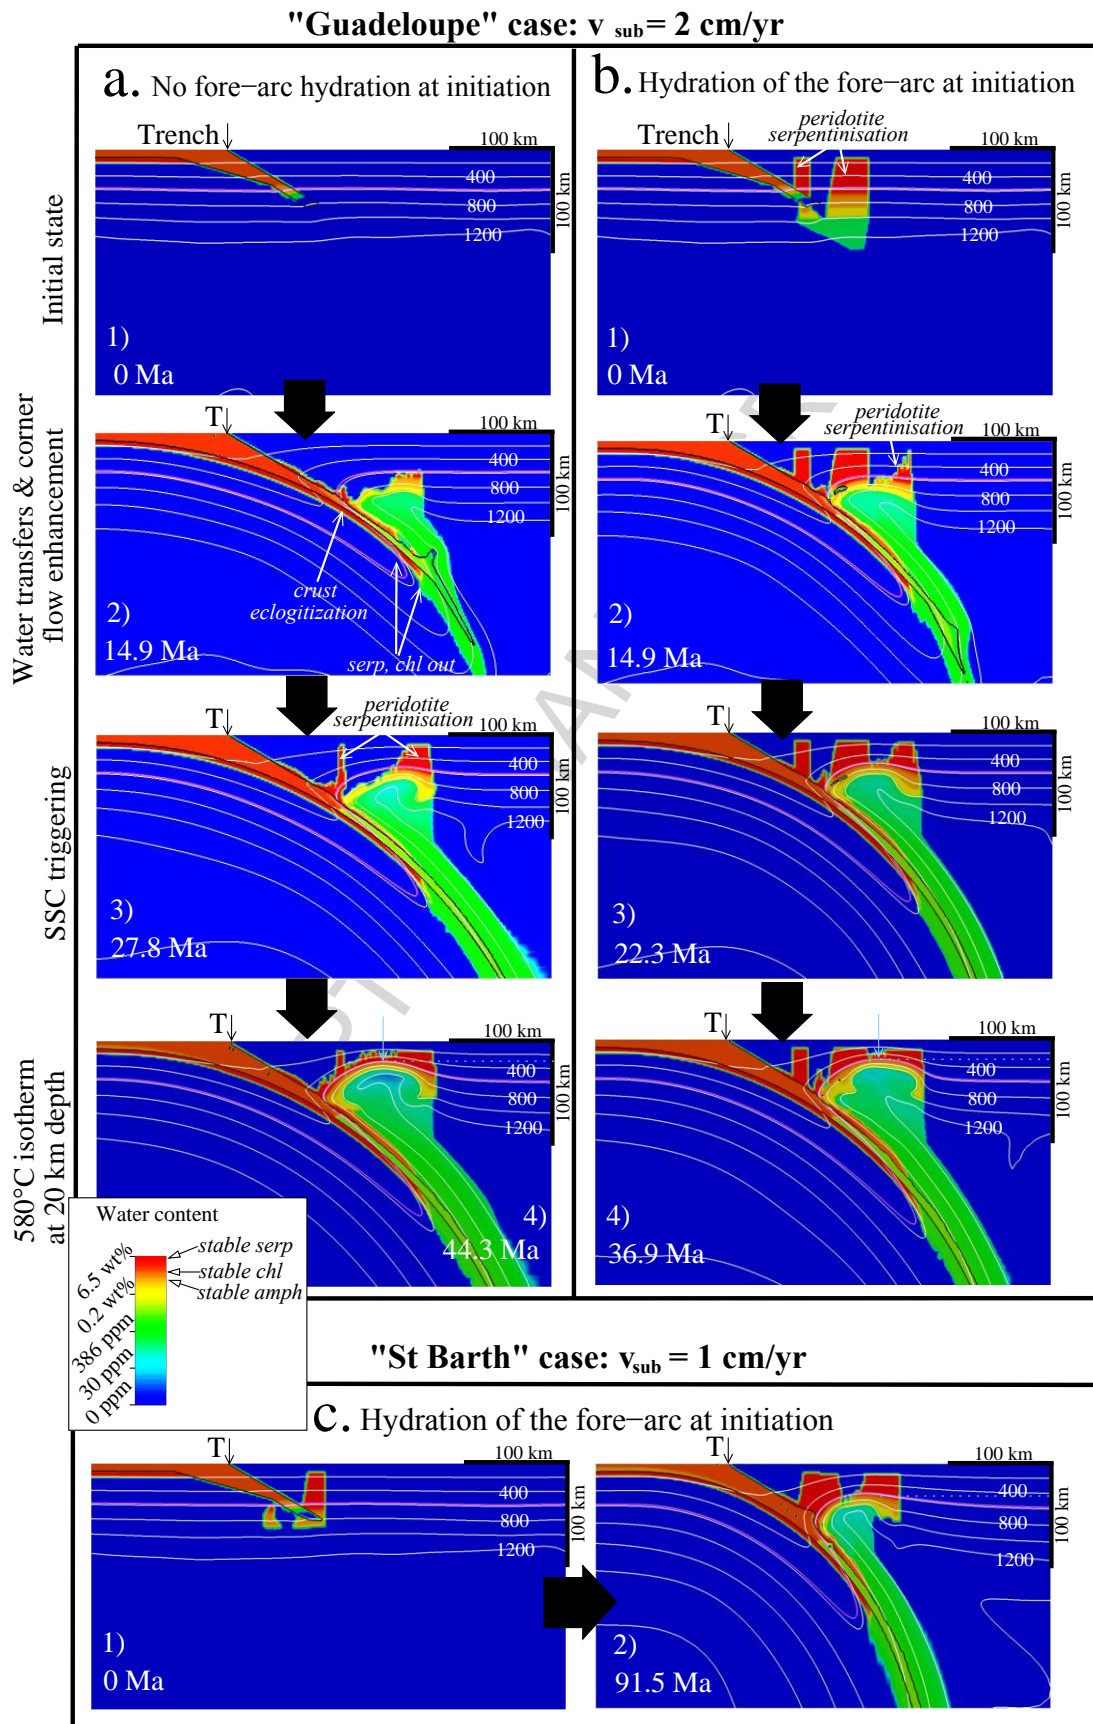 "Guadeloupe" case: v sub = 2 cm/yr
a. No fore−arc hydration at initiation
b. Hydration of the fore−arc at initiation
Initial state
Trench
100 km
400
800
1200
100 km
1)
0 Ma
Trench
peridotite
serpentinisation
100 km
400
800
1200
100 km
1)
0 Ma
Water transfers & corner
flow enhancement
T
100 km
400
800
1200
100 km
crust
eclogitization
serp, chl out
2)
14.9 Ma
T
peridotite
serpentinisation
100 km
400
800
1200
100 km
2)
14.9 Ma
SSC triggering
T
peridotite
serpentinisation
100 km
400
800
1200
100 km
3)
27.8 Ma
T
100 km
400
800
1200
100 km
3)
22.3 Ma
580°C isotherm
at 20 km depth
T
100 km
400
800
1200
100 km
4)
44.3 Ma
T
100 km
400
800
1200
100 km
4)
36.9 Ma
Water content
6.5 wt%
0.2 wt%
386 ppm
30 ppm
0 ppm
stable serp
stable chl
stable amph
"St Barth" case: vsub = 1 cm/yr
c. Hydration of the fore−arc at initiation
T
100 km
400
800
1200
100 km
1)
0 Ma
T
100 km
400
800
1200
100 km
2)
91.5 Ma